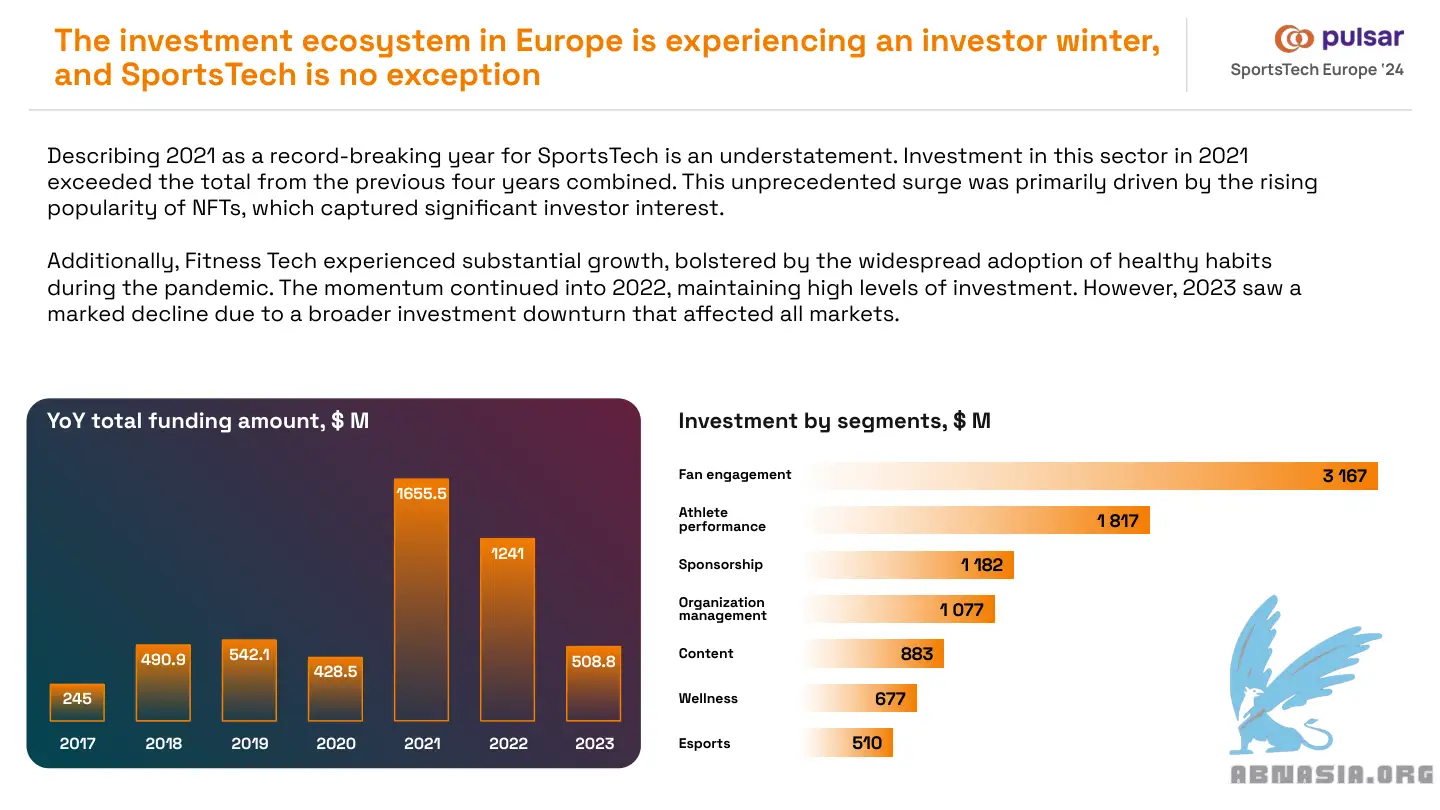 The investment ecosystem in Europe is experiencing an investor winter,
and SportsTech is no exception
pulsar
SportsTech Europe '24
Describing 2021 as a record-breaking year for SportsTech is an understatement. Investment in this sector in 2021
exceeded the total from the previous four years combined. This unprecedented surge was primarily driven by the rising
popularity of NFTs, which captured significant investor interest.
Additionally, Fitness Tech experienced substantial growth, bolstered by the widespread adoption of healthy habits
during the pandemic. The momentum continued into 2022, maintaining high levels of investment. However, 2023 saw a
marked decline due to a broader investment downturn that affected all markets.
YoY total funding amount, $ M
245
490.9
542.1
428.5
1655.5
1241
508.8
2017
2018
2019
2020
2021
2022
2023
Investment by segments, $ M
Fan engagement
3 167
Athlete
performance
1 817
Sponsorship
1 182
Organization
management
1 077
Content
883
Wellness
677
Esports
510
ABNASIA.ORG